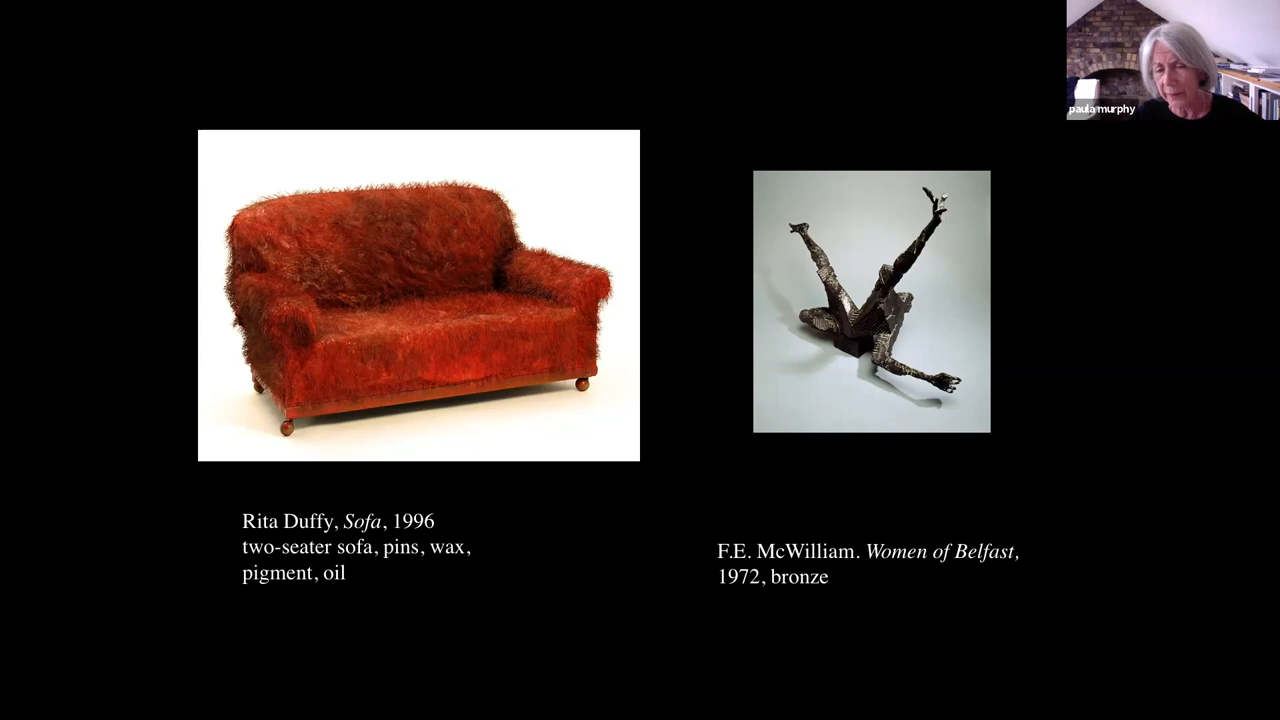 paula murphy
Rita Duffy, Sofa, 1996
two-seater sofa, pins, wax,
pigment, oil
F.E. McWilliam. Women of Belfast,
1972, bronze